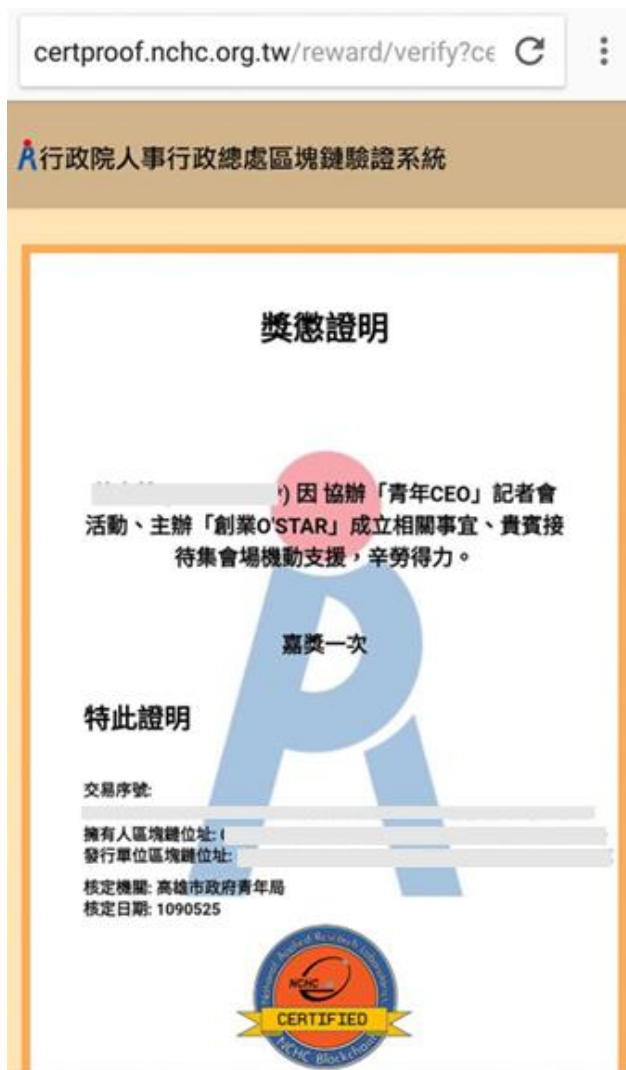 certproof.nchc.org.tw/reward/verify?ce
行政院人事行政總處區塊鏈驗證系統
獎懲證明
) 因 協辦「青年CEO」記者會
活動、主辦「創業O'STAR」成立相關事宜、貴賓接
待集會場機動支援，辛勞得力。
嘉獎一次
特此證明
交易序號:
擁有人區塊鏈位址:
發行單位區塊鏈位址:
核定機關: 高雄市政府青年局
核定日期: 1090525
National Applied Research Laboratories
NCHC
CERTIFIED
NCHC Blockchain